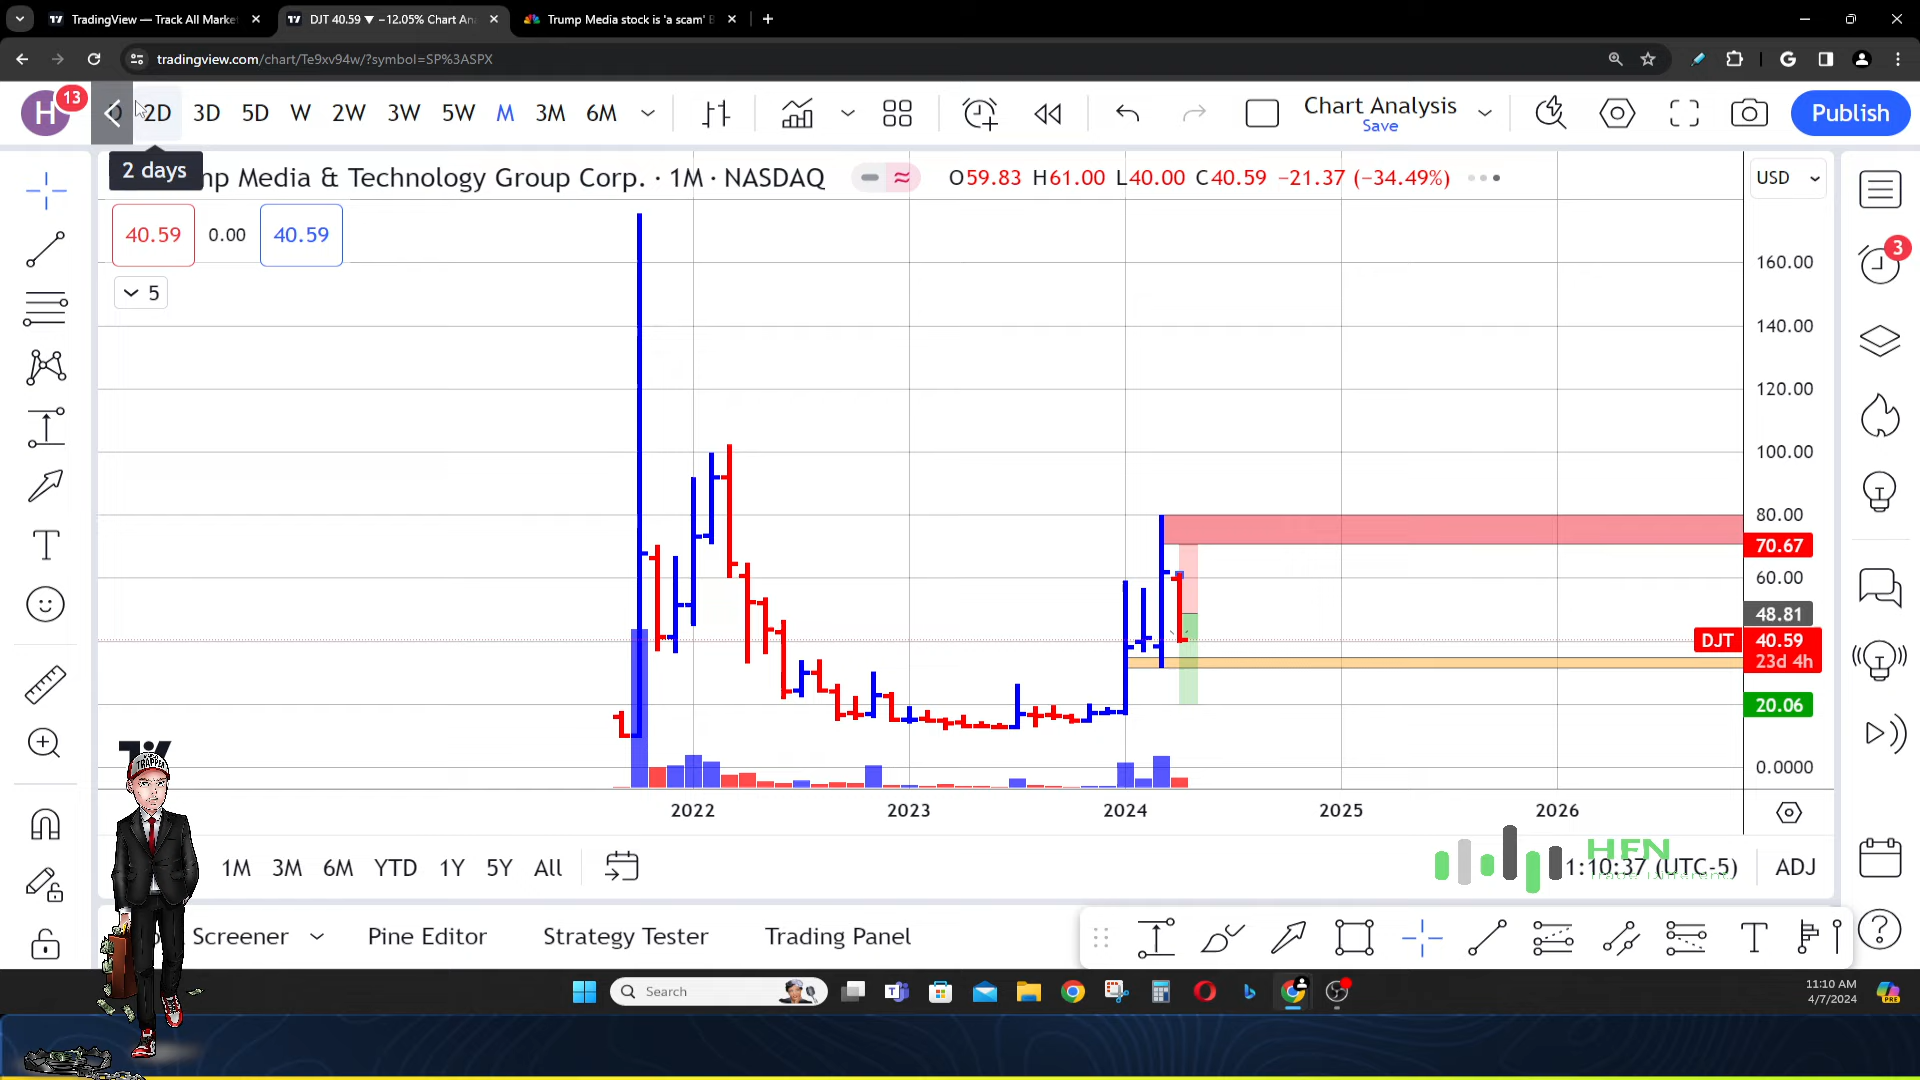 TradingView — Track All Marke
DJT 40.59 ▼ −12.05% Chart An
Trump Media stock is 'a scam'
tradingview.com/chart/Te9xv94w/?symbol=SP%3ASPX
H
13
2D
3D
5D
W
2W
3W
5W
M
3M
6M
Chart Analysis
Save
Publish
2 days
mp Media & Technology Group Corp. · 1M · NASDAQ
O59.83 H61.00 L40.00 C40.59 −21.37 (−34.49%)
USD
40.59
0.00
40.59
5
3
160.00
140.00
120.00
100.00
80.00
70.67
60.00
48.81
DJT
40.59
23d 4h
20.06
0.0000
2022
2023
2024
2025
2026
TRAPPER
1M
3M
6M
YTD
1Y
5Y
All
HFN
1:10:37 (UTC-5)
ADJ
Screener
Pine Editor
Strategy Tester
Trading Panel
Search
11:10 AM
4/7/2024
PRE